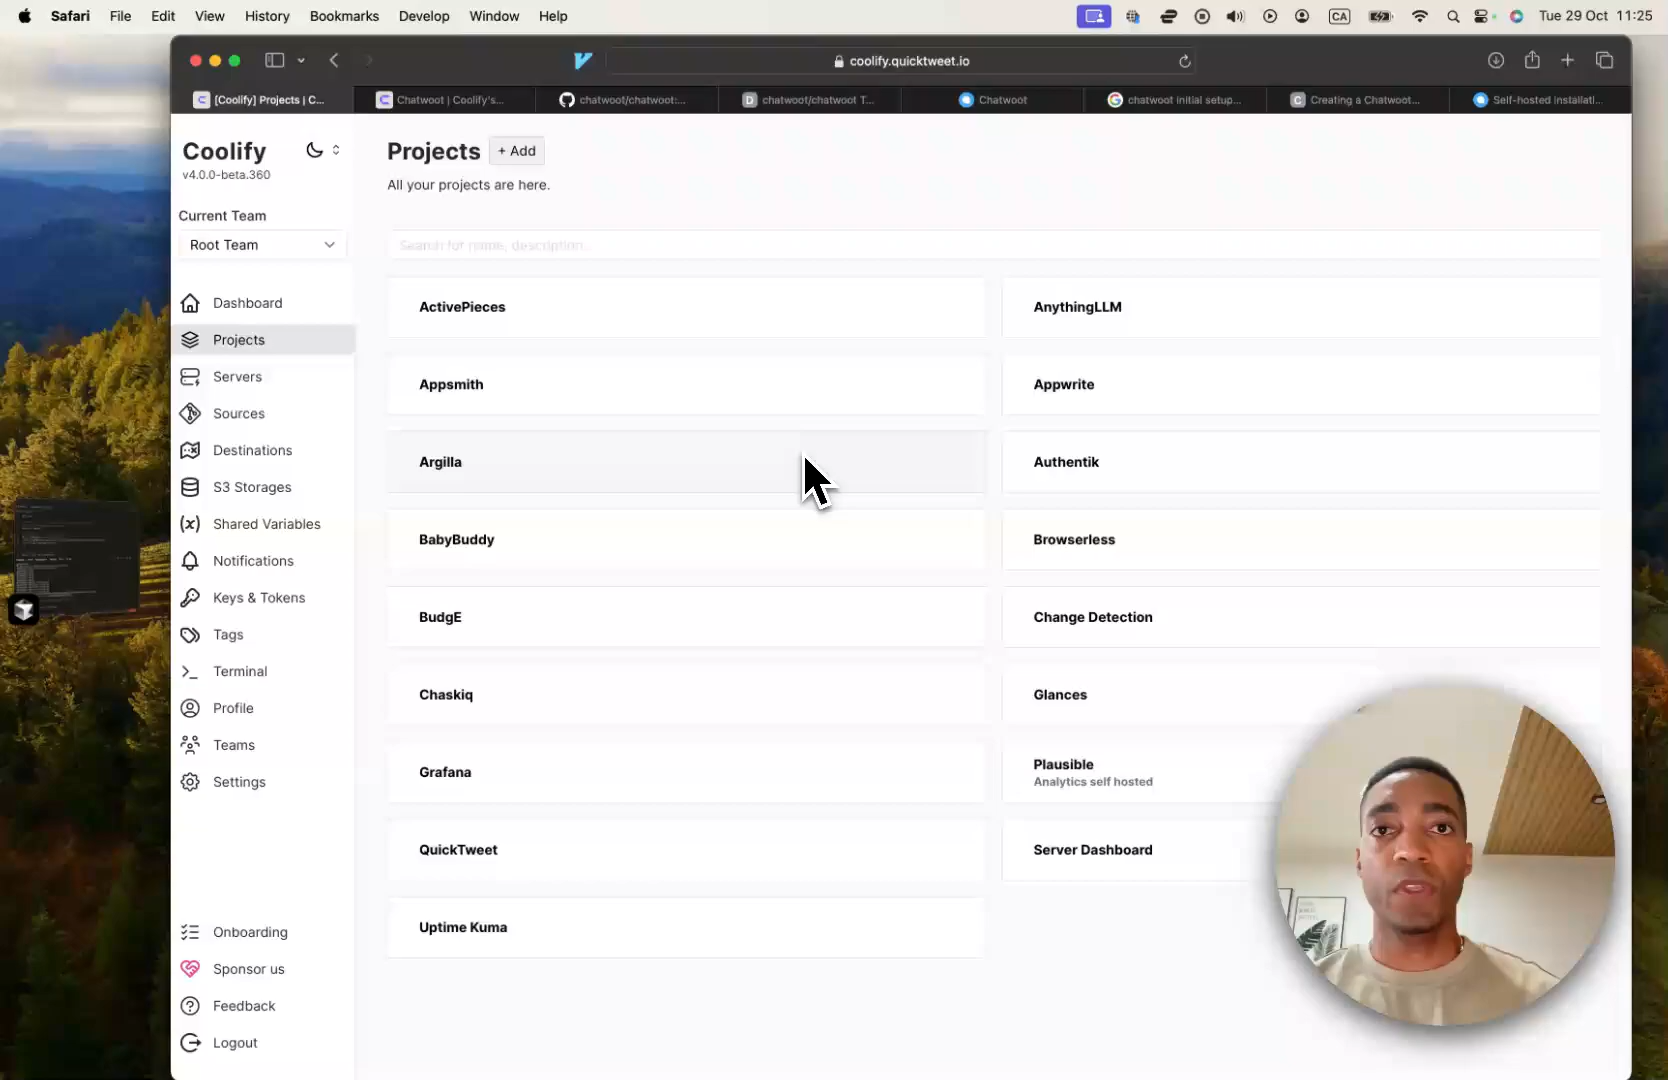 Safari File Edit View History Bookmarks Develop Window Help
CA
Tue 29 Oct 11:25
coolify.quicktweet.io
[Coolify] Projects | C...
Chatwoot | Coolify's...
chatwoot/chatwoot:...
D chatwoot/chatwoot T...
Chatwoot
chatwoot initial setup...
C Creating a Chatwoot...
Self-hosted Installati...
Coolify
v4.0.0-beta.360
Current Team
Root Team
Dashboard
Projects
Servers
Sources
Destinations
S3 Storages
Shared Variables
Notifications
Keys & Tokens
Tags
Terminal
Profile
Teams
Settings
Onboarding
Sponsor us
Feedback
Logout
Projects
+ Add
All your projects are here.
Search for name, description...
ActivePieces
AnythingLLM
Appsmith
Appwrite
Argilla
Authentik
BabyBuddy
Browserless
BudgE
Change Detection
Chaskiq
Glances
Grafana
Plausible
Analytics self hosted
QuickTweet
Server Dashboard
Uptime Kuma